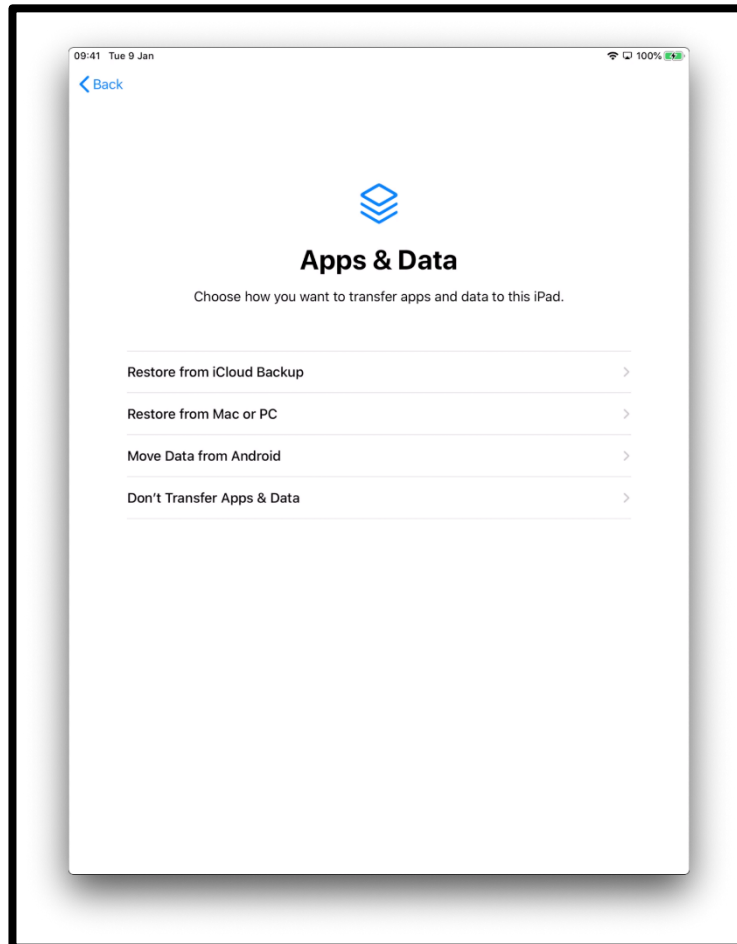 09:41 Tue 9 Jan 100%
Back
Apps & Data
Choose how you want to transfer apps and data to this iPad.
Restore from iCloud Backup
Restore from Mac or PC
Move Data from Android
Don’t Transfer Apps & Data